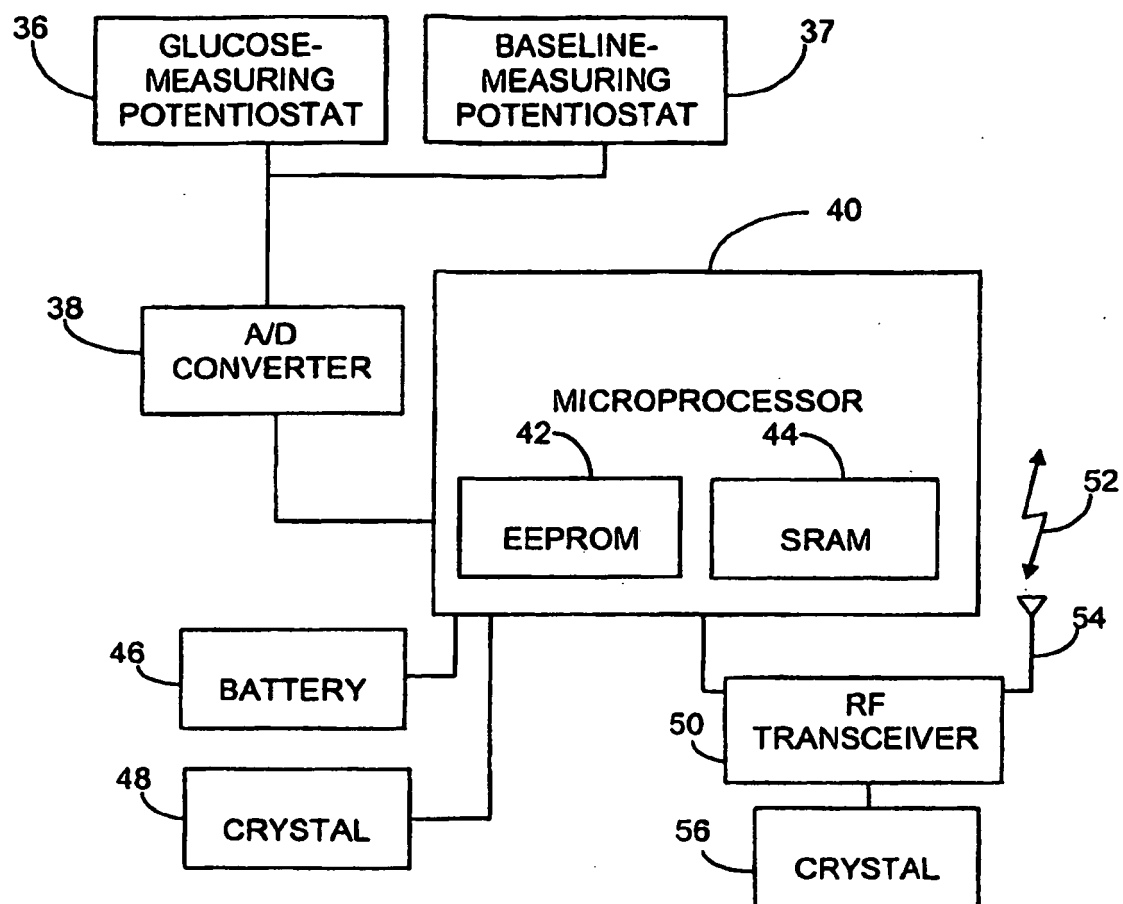 36
GLUCOSE-
MEASURING
POTENTIOSTAT
BASELINE-
MEASURING
POTENTIOSTAT
37
40
38
A/D
CONVERTER
MICROPROCESSOR
42
44
EEPROM
SRAM
52
54
46
BATTERY
RF
TRANSCEIVER
50
48
CRYSTAL
56
CRYSTAL